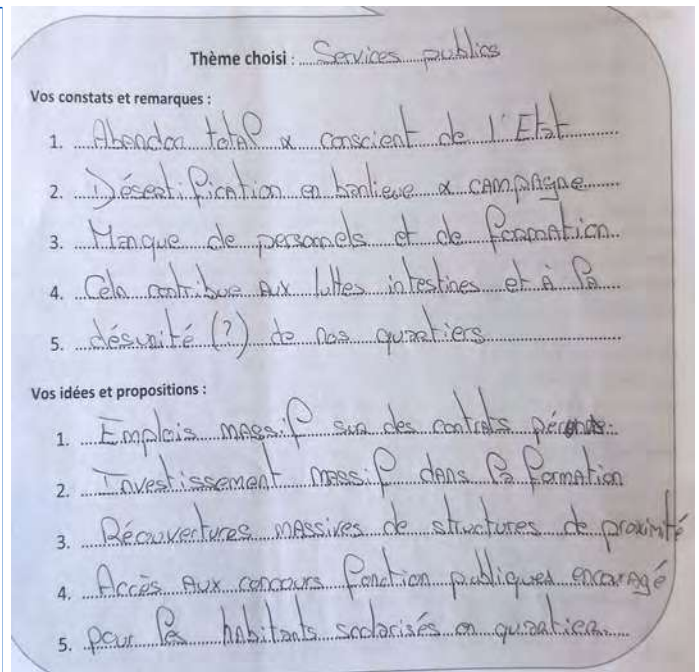 Thème choisi : Services publics
Vos constats et remarques :
1. Abandon total & conscient de l'Etat
2. Désertification en banlieue & campagne
3. Manque de personnels et de formation
4. Cela contribue aux luttes intestines et à la
5. désunité (?) de nos quartiers
Vos idées et propositions :
1. Emplois massif sur des contrats pérennes
2. Investissement massif dans la formation
3. Réouvertures massives de structures de proximité
4. Accès aux concours fonction publiques encouragé
5. pour les habitants scolarisés en quartier